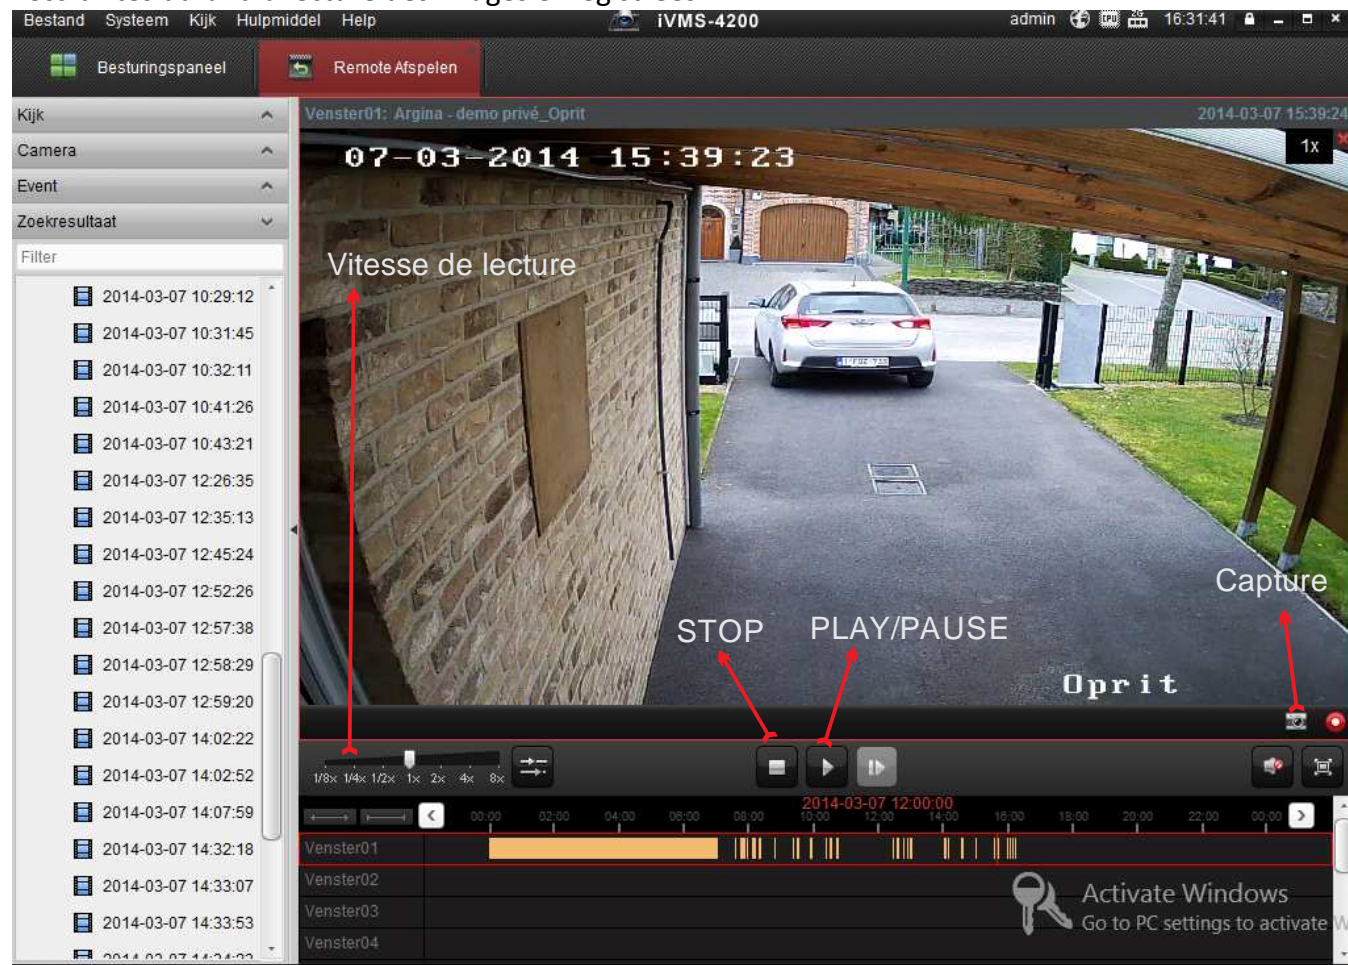 Bestand Systeem Kijk Hulpmiddel Help iVMS-4200 admin CPU 2G 16:31:41
Besturingspaneel Remote Afspelen
Kijk
Camera
Event
Zoekresultaat
Filter
2014-03-07 10:29:12
2014-03-07 10:31:45
2014-03-07 10:32:11
2014-03-07 10:41:26
2014-03-07 10:43:21
2014-03-07 12:26:35
2014-03-07 12:35:13
2014-03-07 12:45:24
2014-03-07 12:52:26
2014-03-07 12:57:38
2014-03-07 12:58:29
2014-03-07 12:59:20
2014-03-07 14:02:22
2014-03-07 14:02:52
2014-03-07 14:07:59
2014-03-07 14:32:18
2014-03-07 14:33:07
2014-03-07 14:33:53
Venster01: Argina - demo privé_Oprit 2014-03-07 15:39:24
07-03-2014 15:39:23
1x
Vitesse de lecture
Capture
STOP PLAY/PAUSE
Oprit
1/8x 1/4x 1/2x 1x 2x 4x 8x
2014-03-07 12:00:00
00:00 02:00 04:00 06:00 08:00 10:00 12:00 14:00 16:00 18:00 20:00 22:00 00:00
Venster01
Venster02
Venster03
Venster04
Activate Windows
Go to PC settings to activate W